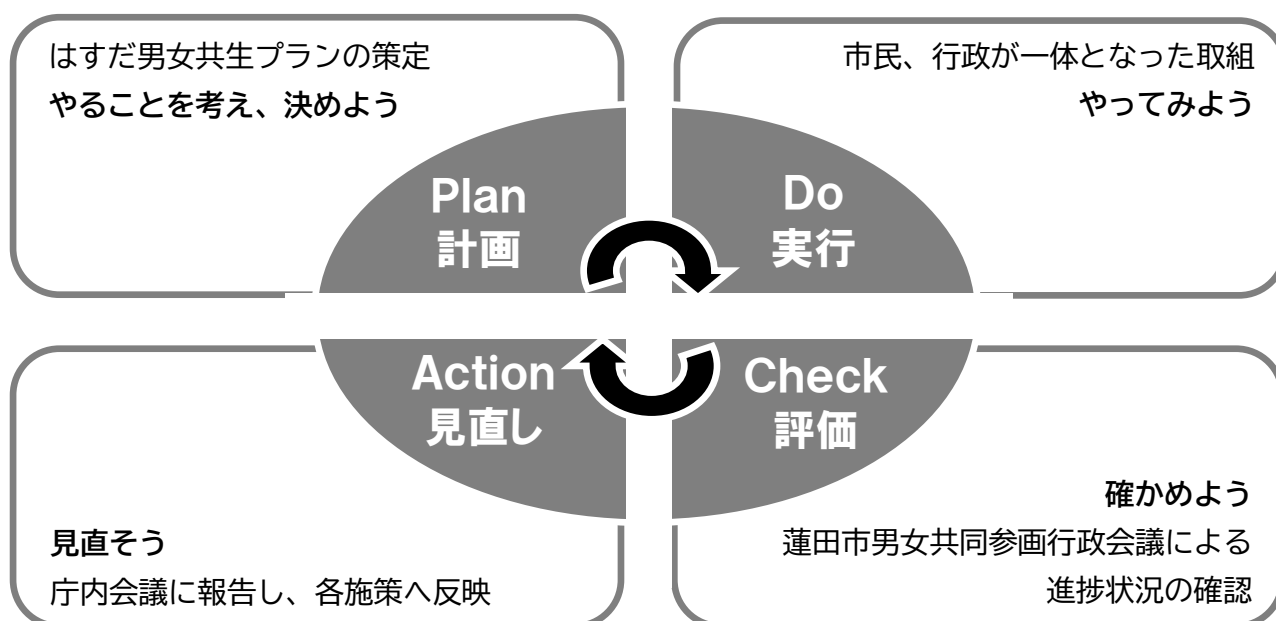 はすだ男女共生プランの策定
やることを考え、決めよう
Plan
計画
市民、行政が一体となった取組
やってみよう
Do
実行
Action
見直し
見直そう
庁内会議に報告し、各施策へ反映
Check
評価
確かめよう
蓮田市男女共同参画行政会議による
進捗状況の確認